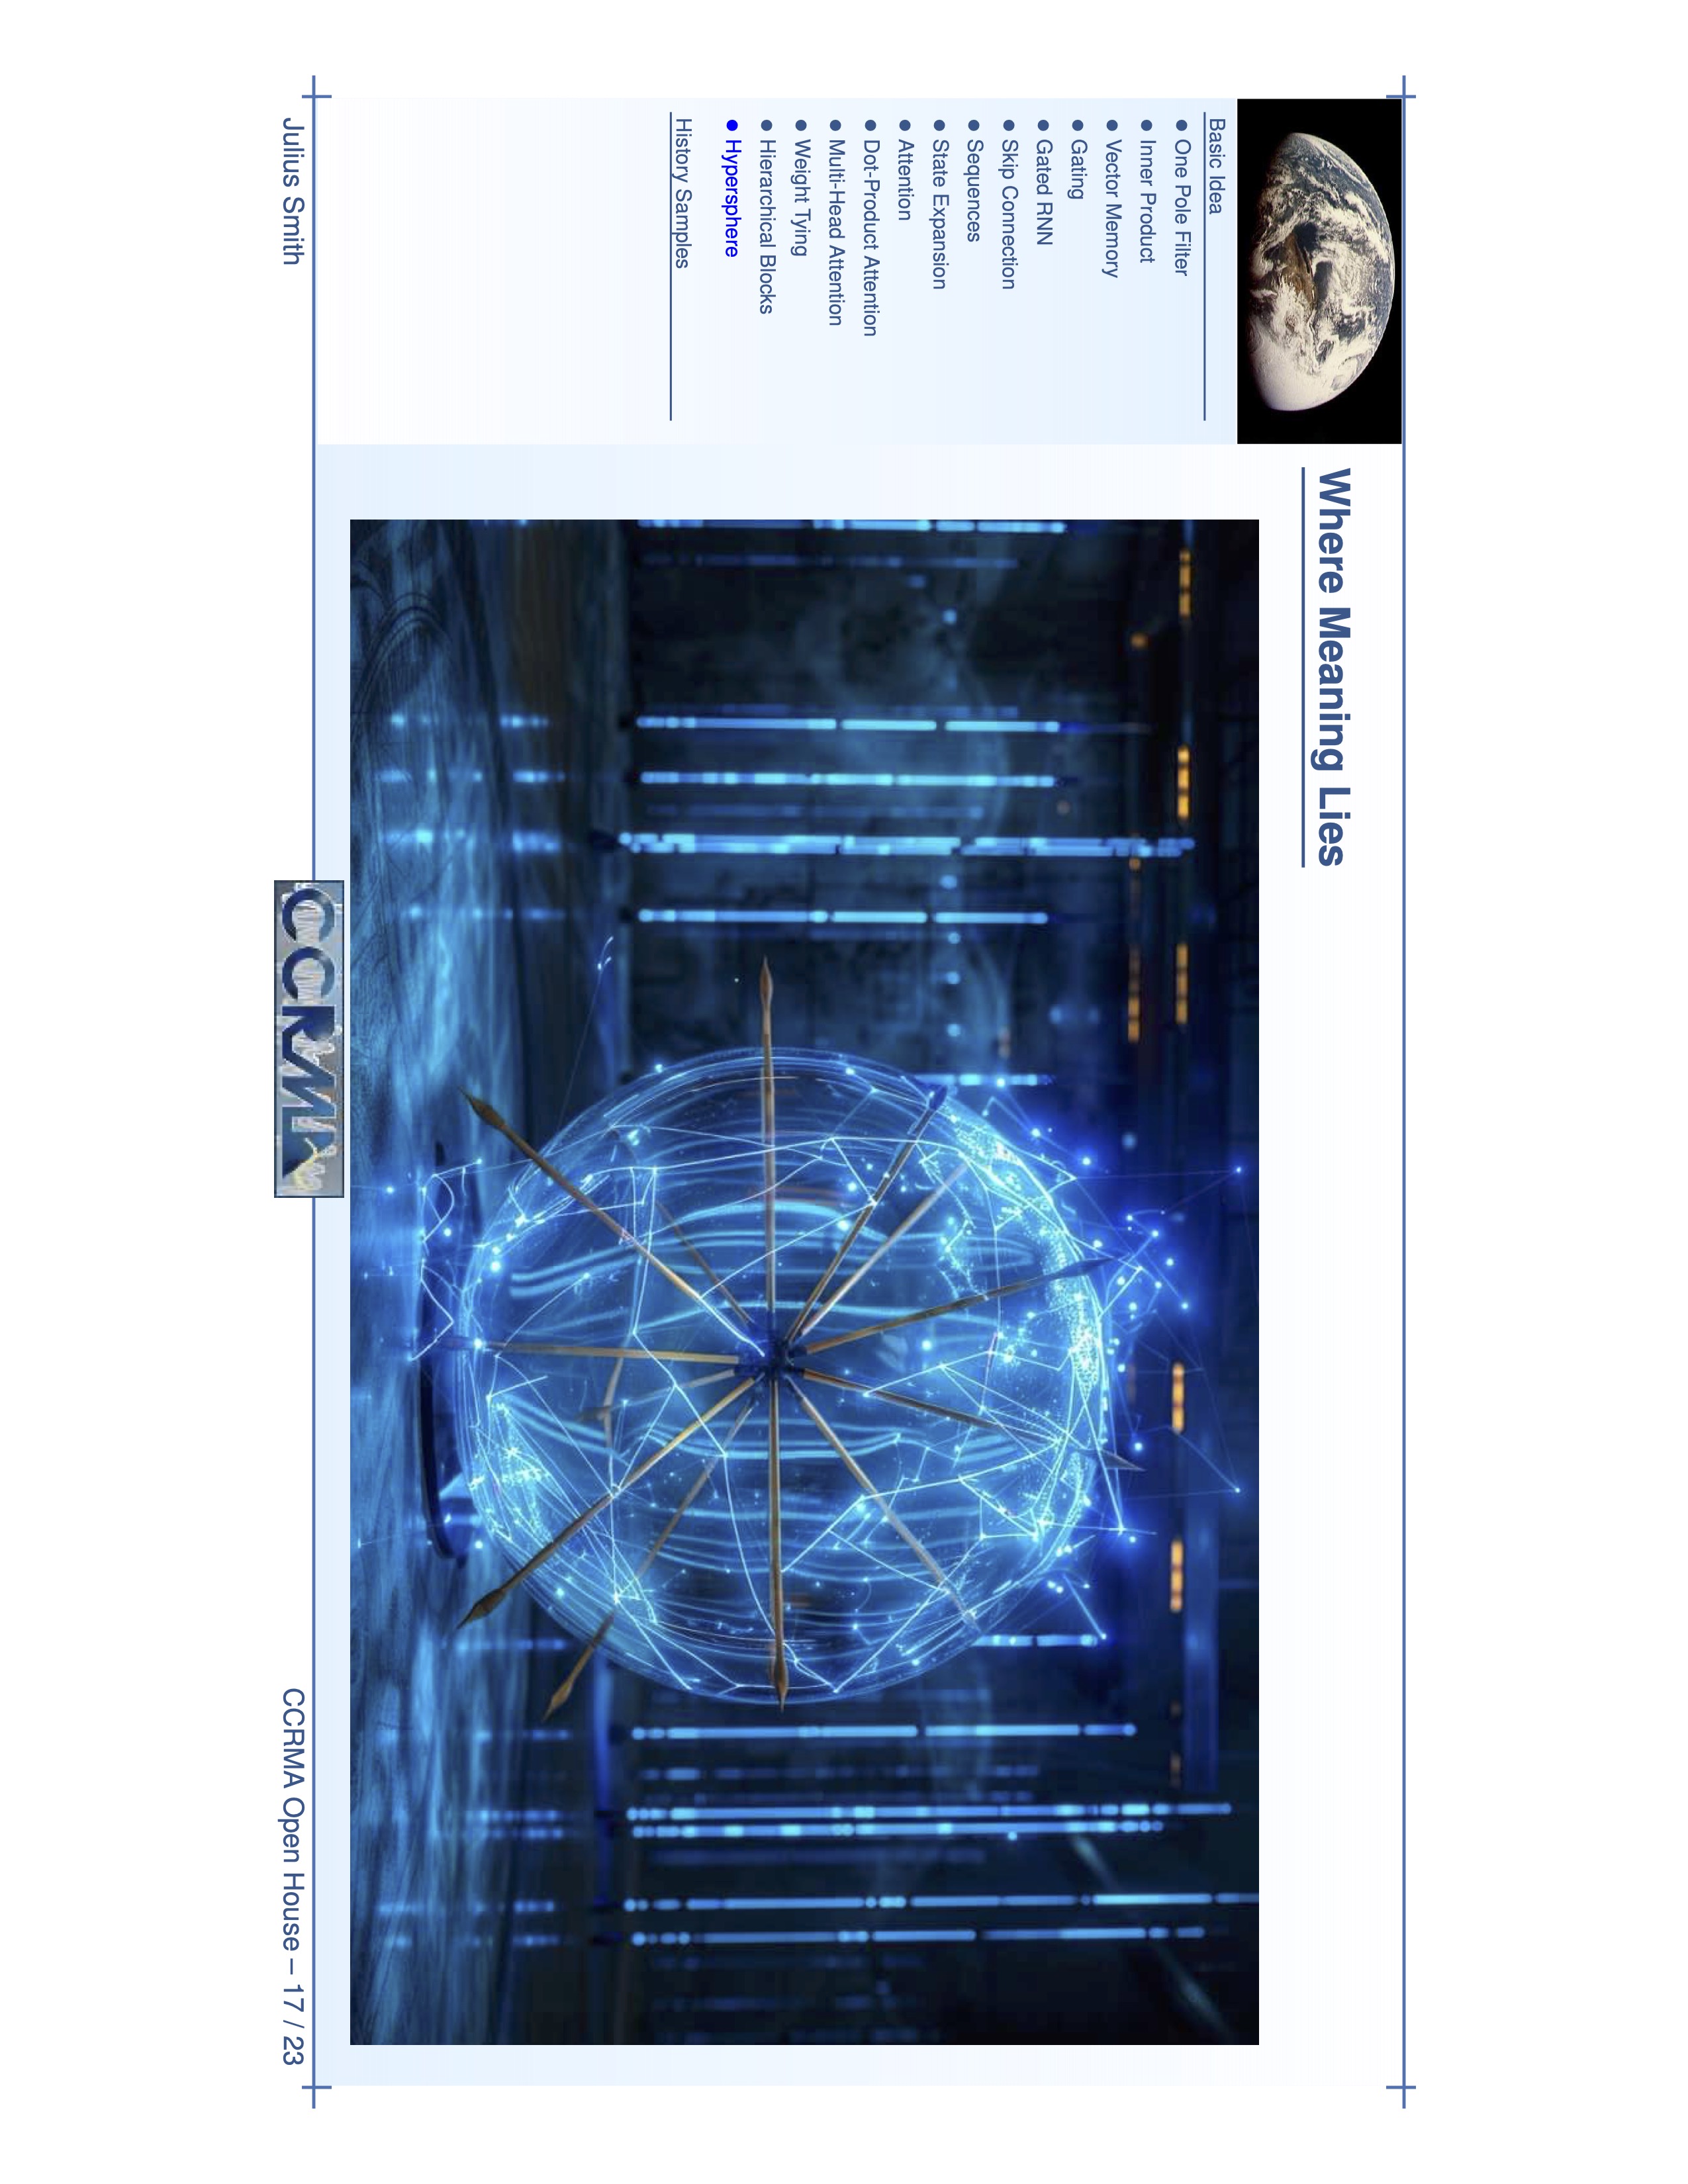 Where Meaning Lies
Basic Idea
● One Pole Filter
● Inner Product
● Vector Memory
● Gating
● Gated RNN
● Skip Connection
● Sequences
● State Expansion
● Attention
● Dot-Product Attention
● Multi-Head Attention
● Weight Tying
● Hierarchical Blocks
● Hypersphere
History Samples
Julius Smith
CCRMA
CCRMA Open House – 17 / 23